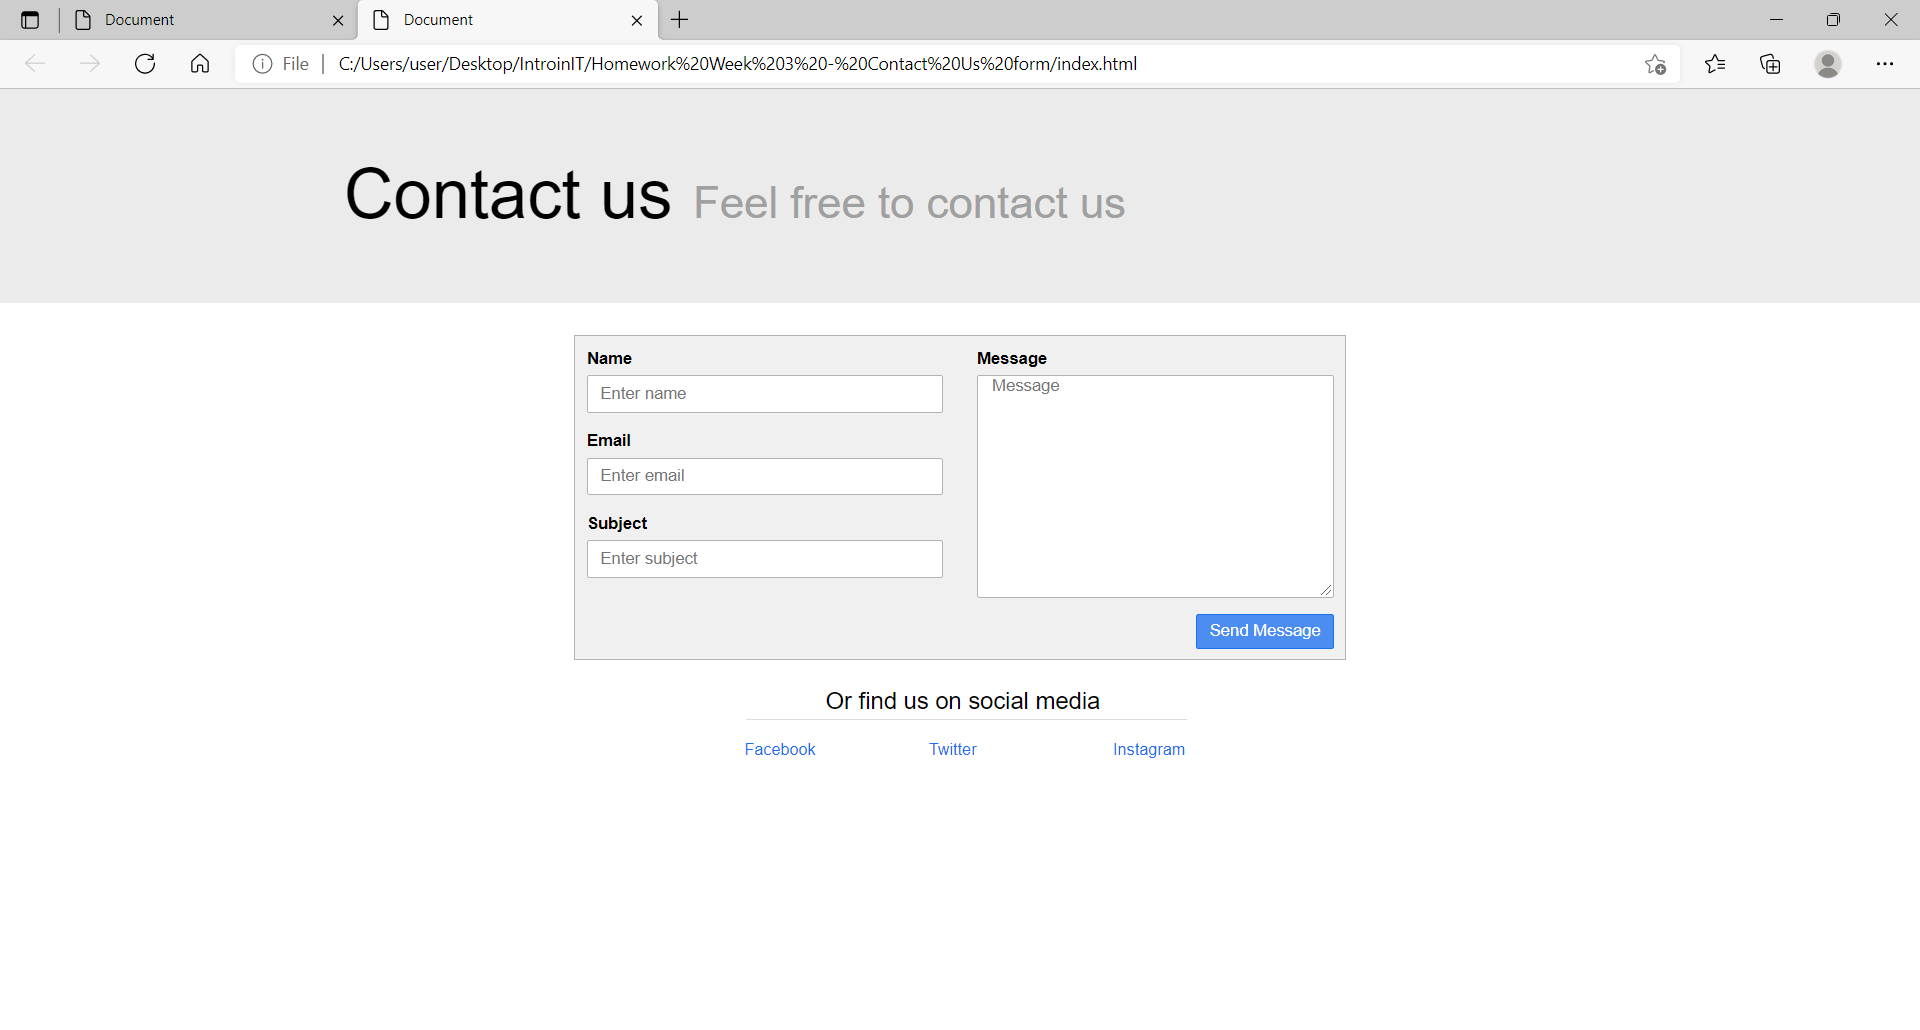 Document
Document
File
C:/Users/user/Desktop/IntroinIT/Homework%20Week%203%20-%20Contact%20Us%20form/index.html
Contact us Feel free to contact us
Name
Enter name
Email
Enter email
Subject
Enter subject
Message
Message
Send Message
Or find us on social media
Facebook
Twitter
Instagram